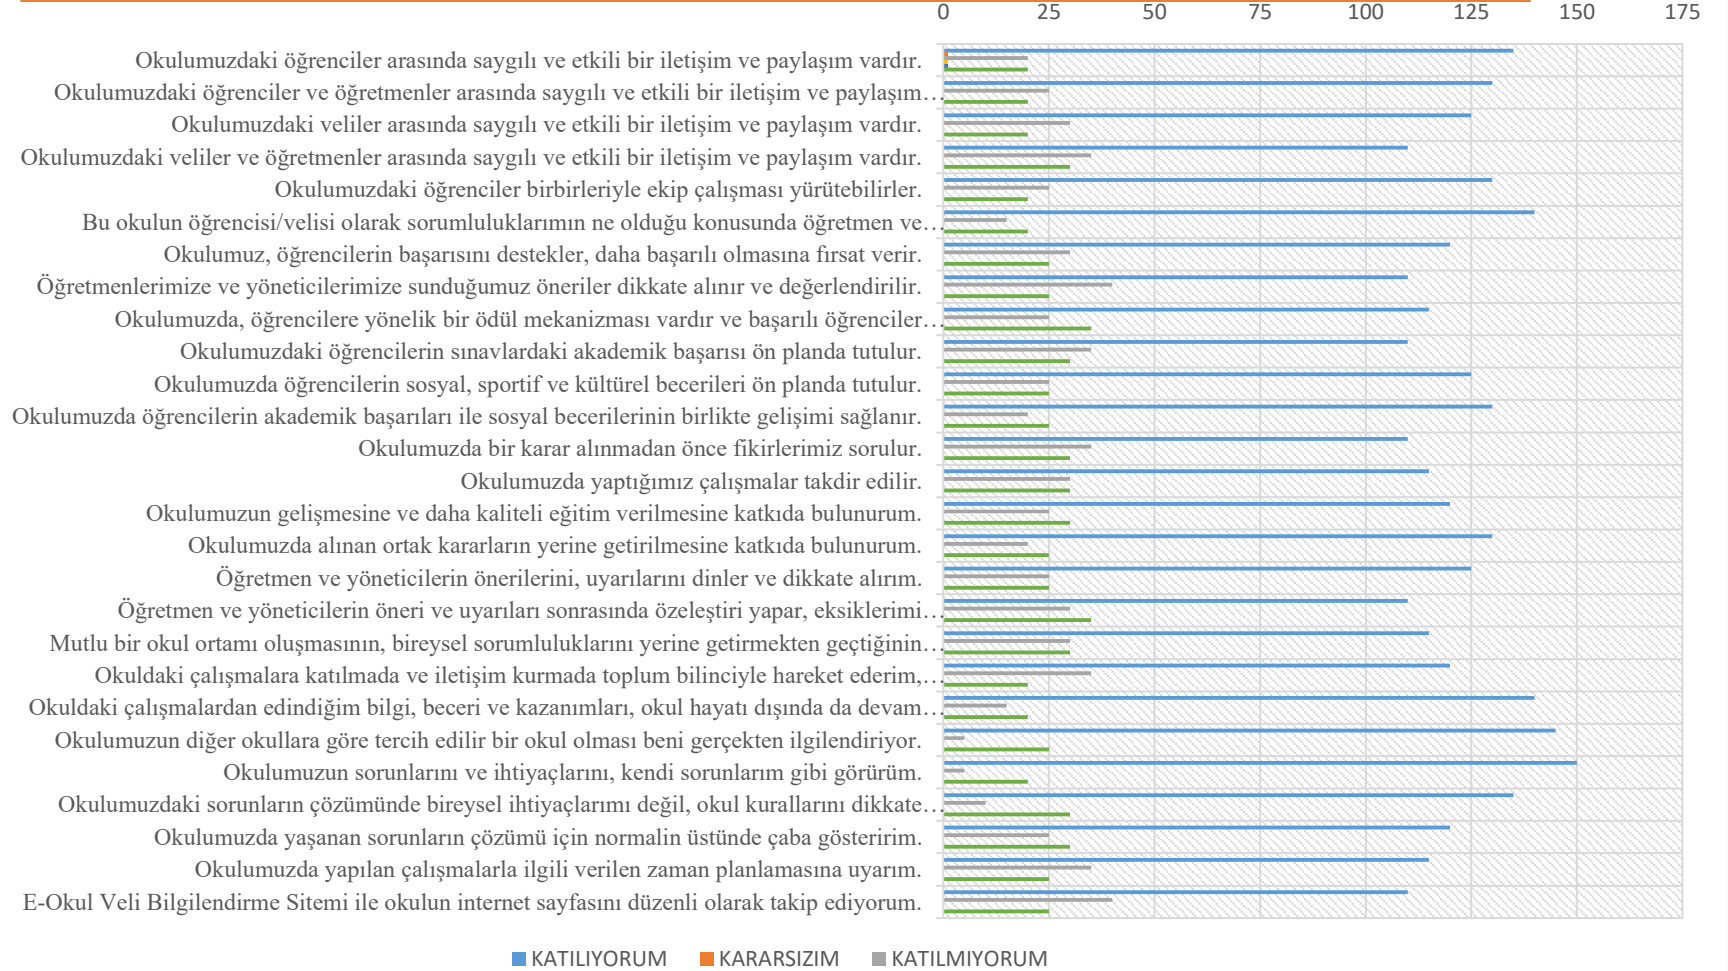 0 25 50 75 100 125 150 175
Okulumuzdaki öğrenciler arasında saygılı ve etkili bir iletişim ve paylaşım vardır.
Okulumuzdaki öğrenciler ve öğretmenler arasında saygılı ve etkili bir iletişim ve paylaşım…
Okulumuzdaki veliler arasında saygılı ve etkili bir iletişim ve paylaşım vardır.
Okulumuzdaki veliler ve öğretmenler arasında saygılı ve etkili bir iletişim ve paylaşım vardır.
Okulumuzdaki öğrenciler birbirleriyle ekip çalışması yürütebilirler.
Bu okulun öğrencisi/velisi olarak sorumluluklarımın ne olduğu konusunda öğretmen ve…
Okulumuz, öğrencilerin başarısını destekler, daha başarılı olmasına fırsat verir.
Öğretmenlerimize ve yöneticilerimize sunduğumuz öneriler dikkate alınır ve değerlendirilir.
Okulumuzda, öğrencilere yönelik bir ödül mekanizması vardır ve başarılı öğrenciler…
Okulumuzdaki öğrencilerin sınavlardaki akademik başarısı ön planda tutulur.
Okulumuzda öğrencilerin sosyal, sportif ve kültürel becerileri ön planda tutulur.
Okulumuzda öğrencilerin akademik başarıları ile sosyal becerilerinin birlikte gelişimi sağlanır.
Okulumuzda bir karar alınmadan önce fikirlerimiz sorulur.
Okulumuzda yaptığımız çalışmalar takdir edilir.
Okulumuzun gelişmesine ve daha kaliteli eğitim verilmesine katkıda bulunurum.
Okulumuzda alınan ortak kararların yerine getirilmesine katkıda bulunurum.
Öğretmen ve yöneticilerin önerilerini, uyarılarını dinler ve dikkate alırım.
Öğretmen ve yöneticilerin öneri ve uyarıları sonrasında özeleştiri yapar, eksiklerimi…
Mutlu bir okul ortamı oluşmasının, bireysel sorumluluklarını yerine getirmekten geçtiğinin…
Okuldaki çalışmalara katılmada ve iletişim kurmada toplum bilinciyle hareket ederim,…
Okuldaki çalışmalardan edindiğim bilgi, beceri ve kazanımları, okul hayatı dışında da devam…
Okulumuzun diğer okullara göre tercih edilir bir okul olması beni gerçekten ilgilendiriyor.
Okulumuzun sorunlarını ve ihtiyaçlarını, kendi sorunlarım gibi görürüm.
Okulumuzdaki sorunların çözümünde bireysel ihtiyaçlarımı değil, okul kurallarını dikkate…
Okulumuzda yaşanan sorunların çözümü için normalin üstünde çaba gösteririm.
Okulumuzda yapılan çalışmalarla ilgili verilen zaman planlamasına uyarım.
E-Okul Veli Bilgilendirme Sitemi ile okulun internet sayfasını düzenli olarak takip ediyorum.
KATILIYORUM KARARSIZIM KATILMIYORUM